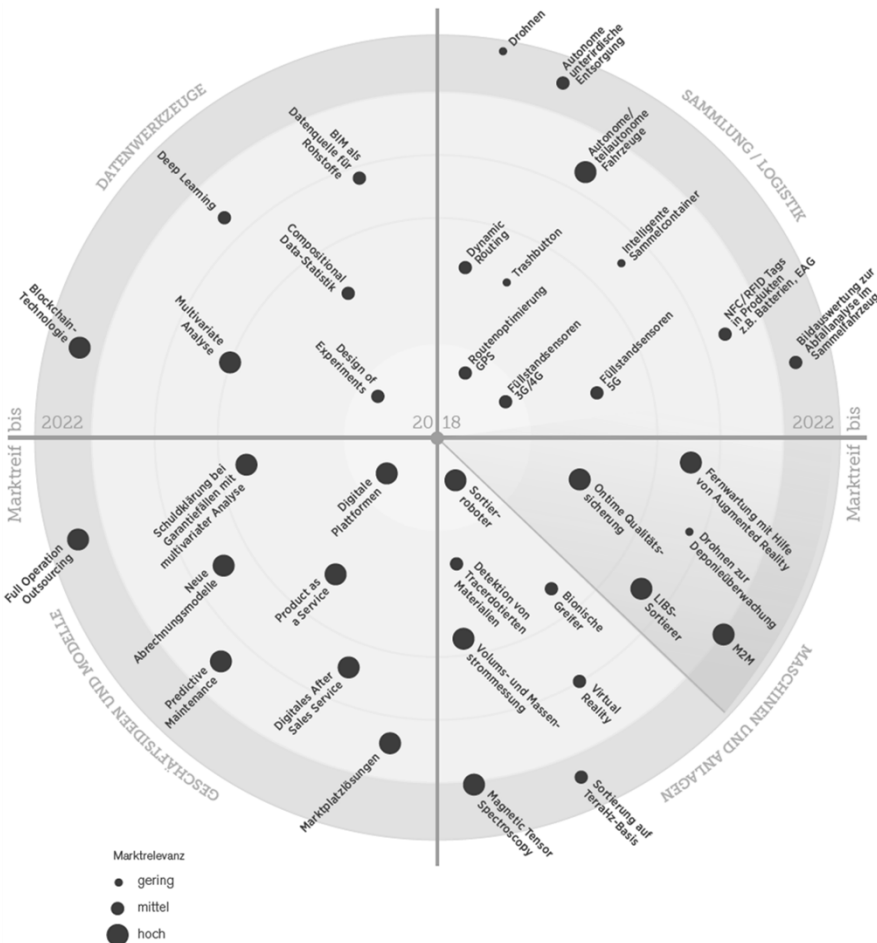 DATENWERKZEUGE
BIM als
Datenquelle für
Rohstoffe
Deep Learning
Compositional
Data-Statistik
Blockchain-
Technologie
Multivariate
Analyse
Design of
Experiments
SAMMLUNG / LOGISTIK
Drohnen
Autonome
unterirdische
Entsorgung
Autonome/
teilautonome
Fahrzeuge
Dynamic
Routing
Trashbutton
Intelligente
Sammelcontainer
NFC/RFID Tags
in Produkten
z.B. Batterien, EAG
Bildauswertung zur
Abfallanalyse im
Sammelfahrzeug
Routenoptimierung
GPS
Füllstandsensoren
3G/4G
Füllstandsensoren
5G
Marktreif bis
2022
2018
2022
Marktreif bis
GESCHÄFTSIDEEN UND MODELLE
Schuldklärung bei
Garantiefällen mit
multivariater Analyse
Digitale
Plattformen
Full Operation
Outsourcing
Neue
Abrechnungsmodelle
Product as
a Service
Predictive
Maintenance
Digitales After
Sales Service
Marktplatzlösungen
MASCHINEN UND ANLAGEN
Sortier-
roboter
Ontime Qualitäts-
sicherung
Fernwartung mit Hilfe
von Augmented Reality
Drohnen zur
Deponieüberwachung
Detektion von
Tracerdotierten
Materialien
Bionische
Greifer
LIBS-
Sortierer
M2M
Volums- und Massen-
strommessung
Virtual
Reality
Magnetic Tensor
Spectroscopy
Sortierung auf
TerraHz-Basis
Marktrelevanz
gering
mittel
hoch